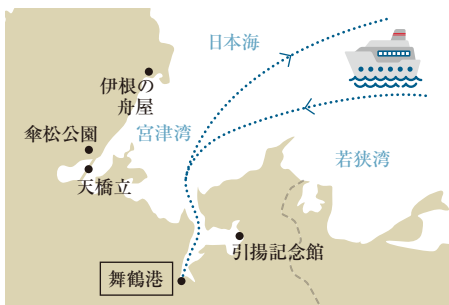 日本海
伊根の
舟屋
宮津湾
傘松公園
若狭湾
天橋立
引揚記念館
舞鶴港